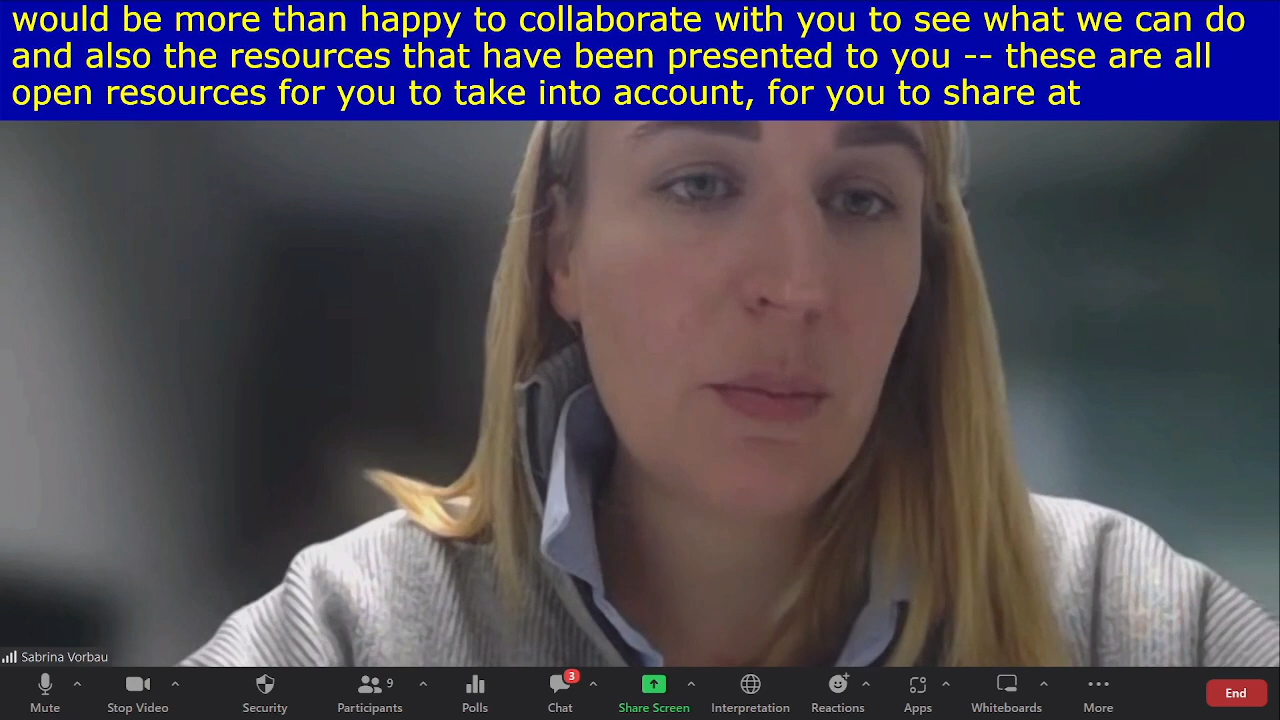 would be more than happy to collaborate with you to see what we can do
and also the resources that have been presented to you -- these are all
open resources for you to take into account, for you to share at
Sabrina Vorbau
9
3
Mute
Stop Video
Security
Participants
Polls
Chat
Share Screen
Interpretation
Reactions
Apps
Whiteboards
More
End